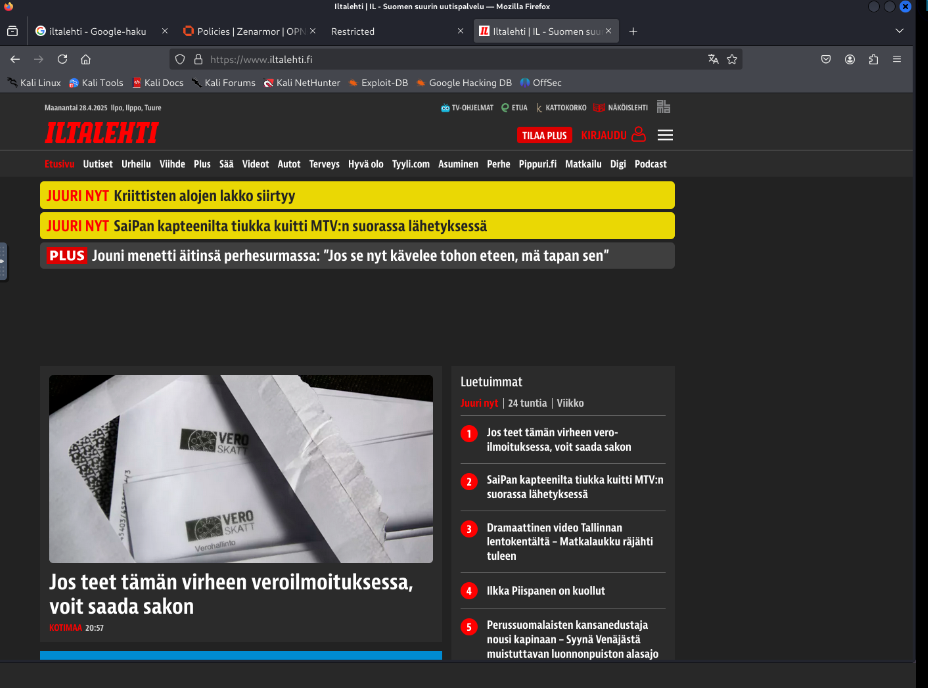 Iltalehti | IL - Suomen suurin uutispalvelu — Mozilla Firefox
iltalehti - Google-haku
Policies | Zenarmor | OPN
Restricted
Iltalehti | IL - Suomen suu
https://www.iltalehti.fi
Kali Linux Kali Tools Kali Docs Kali Forums Kali NetHunter Exploit-DB Google Hacking DB OffSec
Maanantai 28.4.2025 Ilpo, Ilppo, Tuure
TV-OHJELMAT ETUA KATTOKORKO NÄKÖISLEHTI
ILTALEHTI
TILAA PLUS KIRJAUDU
Etusivu Uutiset Urheilu Viihde Plus Sää Videot Autot Terveys Hyvä olo Tyyli.com Asuminen Perhe Pippuri.fi Matkailu Digi Podcast
JUURI NYT Kriittisten alojen lakko siirtyy
JUURI NYT SaiPan kapteenilta tiukka kuitti MTV:n suorassa lähetyksessä
PLUS Jouni menetti äitinsä perhesurmassa: ”Jos se nyt kävelee tohon eteen, mä tapan sen”
VERO
SKATT
VERO
SKATT
Verohallinto
Jos teet tämän virheen veroilmoituksessa,
voit saada sakon
KOTIMAA 20:57
Luetuimmat
Juuri nyt | 24 tuntia | Viikko
1 Jos teet tämän virheen vero-
ilmoituksessa, voit saada sakon
2 SaiPan kapteenilta tiukka kuitti MTV:n
suorassa lähetyksessä
3 Dramaattinen video Tallinnan
lentokentältä – Matkalaukku räjähti
tuleen
4 Ilkka Piispanen on kuollut
5 Perussuomalaisten kansanedustaja
nousi kapinaan – Syynä Venäjästä
muistuttavan luonnonpuiston alasajo